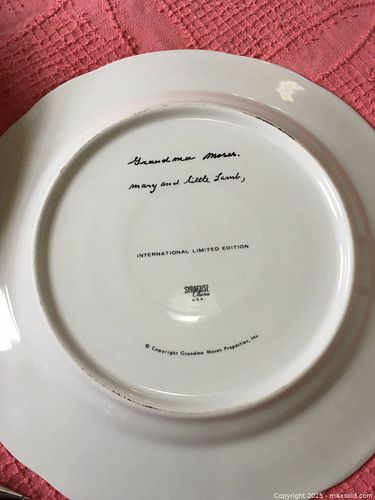 Grandma Moses.
mary and little Lamb,
INTERNATIONAL LIMITED EDITION
SYRACUSE
China
U.S.A.
© Copyright Grandma Moses Properties, Inc.
Copyright 2025 - maxsold.com